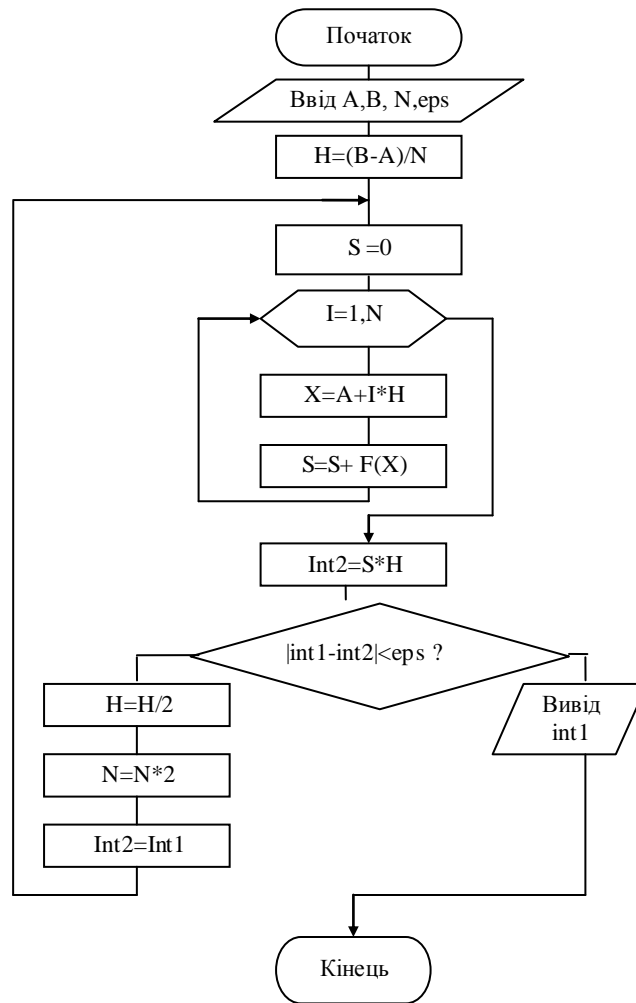 Початок
Ввід A,B, N,eps
H=(B-A)/N
S =0
I=1,N
X=A+I*H
S=S+ F(X)
Int2=S*H
|int1-int2|<eps ?
H=H/2
N=N*2
Int2=Int1
Вивід
int1
Кінець